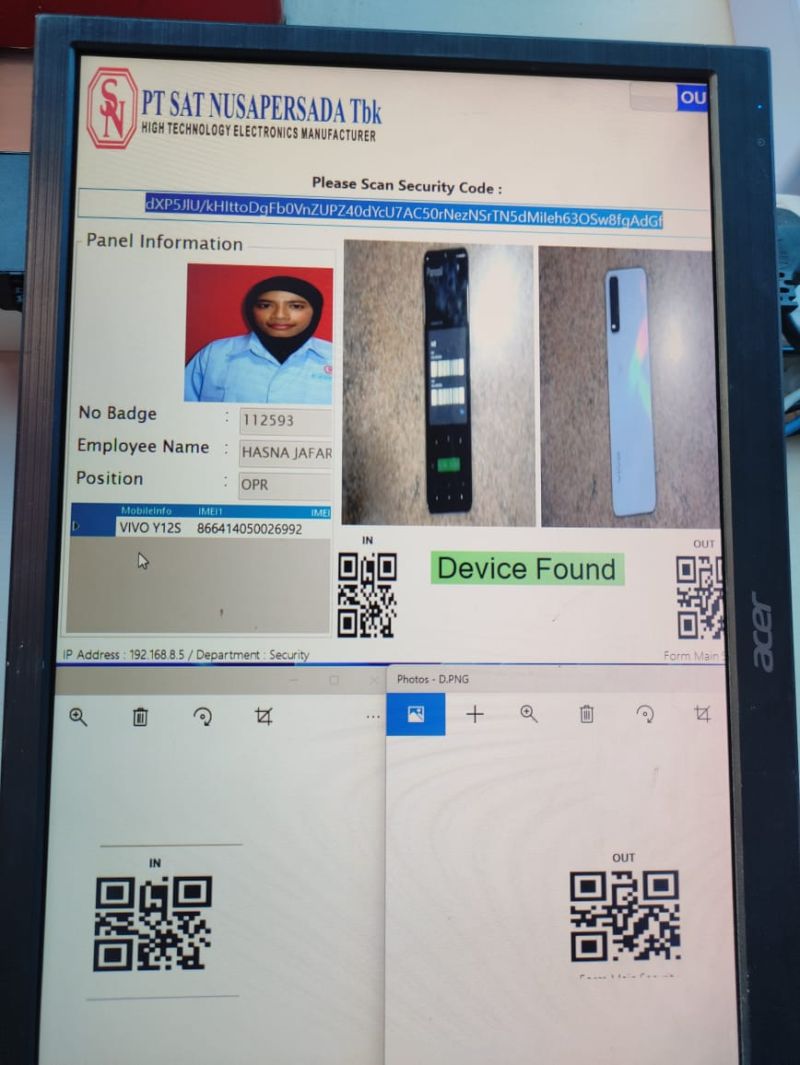 SN
PT SAT NUSAPERSADA Tbk
HIGH TECHNOLOGY ELECTRONICS MANUFACTURER
OU
Please Scan Security Code :
dXP5JlU/kHIttoDgFb0VnZUPZ40dYcU7AC50rNezNSrTN5dMileh63OSw8fgAdGf
Panel Information
No Badge : 112593
Employee Name : HASNA JAFAR
Position : OPR
MobileInfo IMEI1 IMEI
VIVO Y12S 866414050026992
IN
Device Found
OUT
IP Address : 192.168.8.5 / Department : Security
Form Main S
acer
Photos - D.PNG
IN
OUT